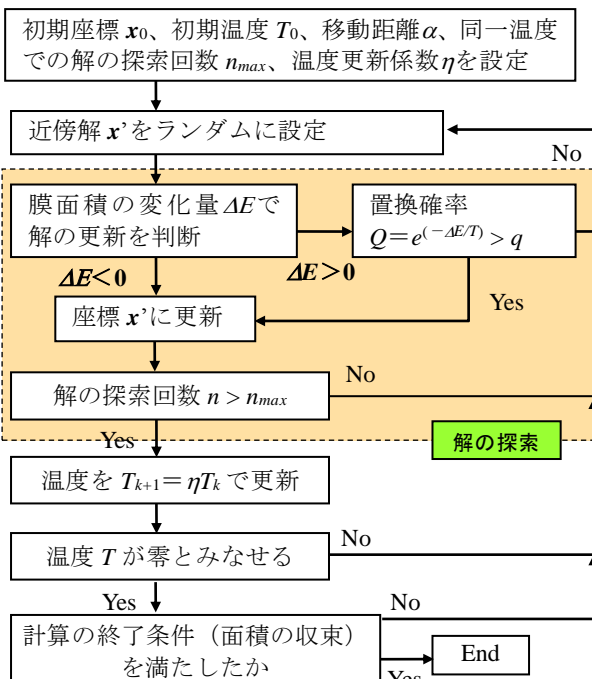 初期座標 x₀、初期温度 T₀、移動距離α、同一温度
での解の探索回数 n_max、温度更新係数ηを設定
近傍解 x’をランダムに設定
No
膜面積の変化量ΔEで
解の更新を判断
置換確率
Q＝e^(－ΔE/T)＞q
ΔE＜0
ΔE＞0
Yes
座標 x’に更新
解の探索回数 n > n_max
No
Yes
解の探索
温度を T_{k+1}＝ηT_k で更新
温度 T が零とみなせる
No
Yes
No
計算の終了条件（面積の収束）
を満たしたか
End
Yes